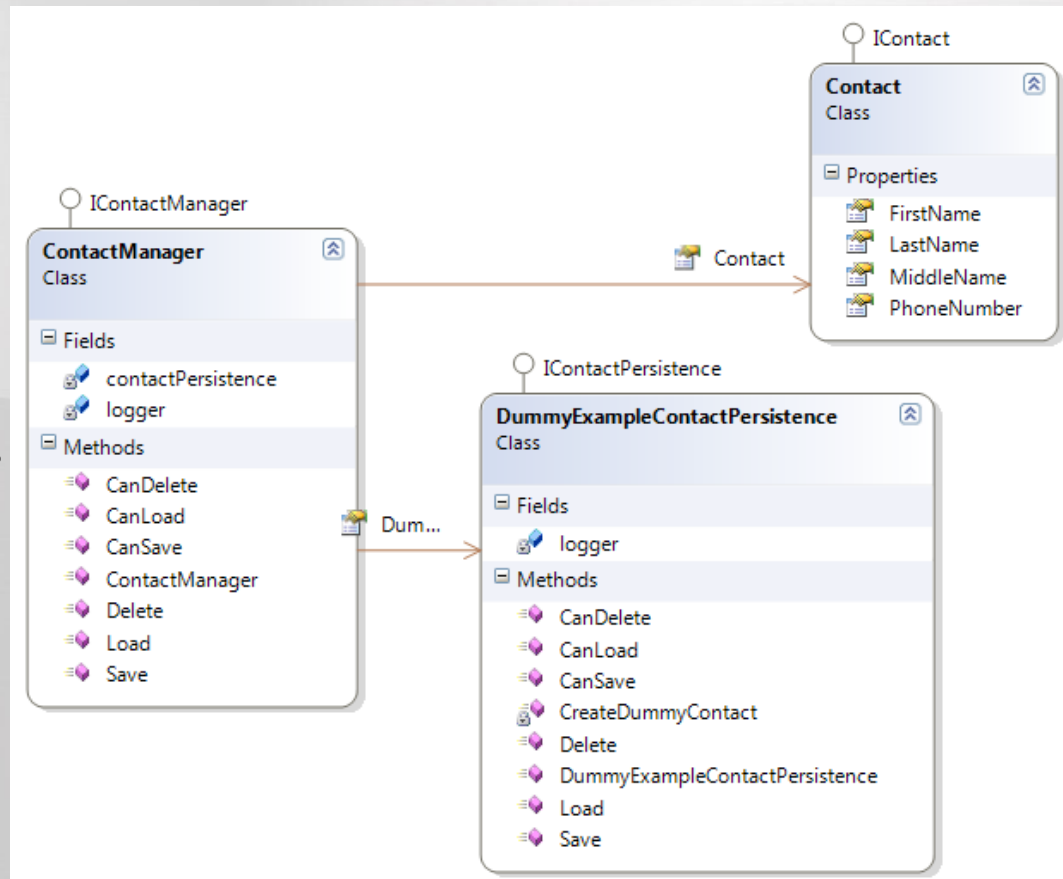 IContact
Contact
Class
Properties
FirstName
LastName
MiddleName
PhoneNumber
IContactManager
ContactManager
Class
Fields
contactPersistence
logger
Methods
CanDelete
CanLoad
CanSave
ContactManager
Delete
Load
Save
Contact
Dum...
IContactPersistence
DummyExampleContactPersistence
Class
Fields
logger
Methods
CanDelete
CanLoad
CanSave
CreateDummyContact
Delete
DummyExampleContactPersistence
Load
Save